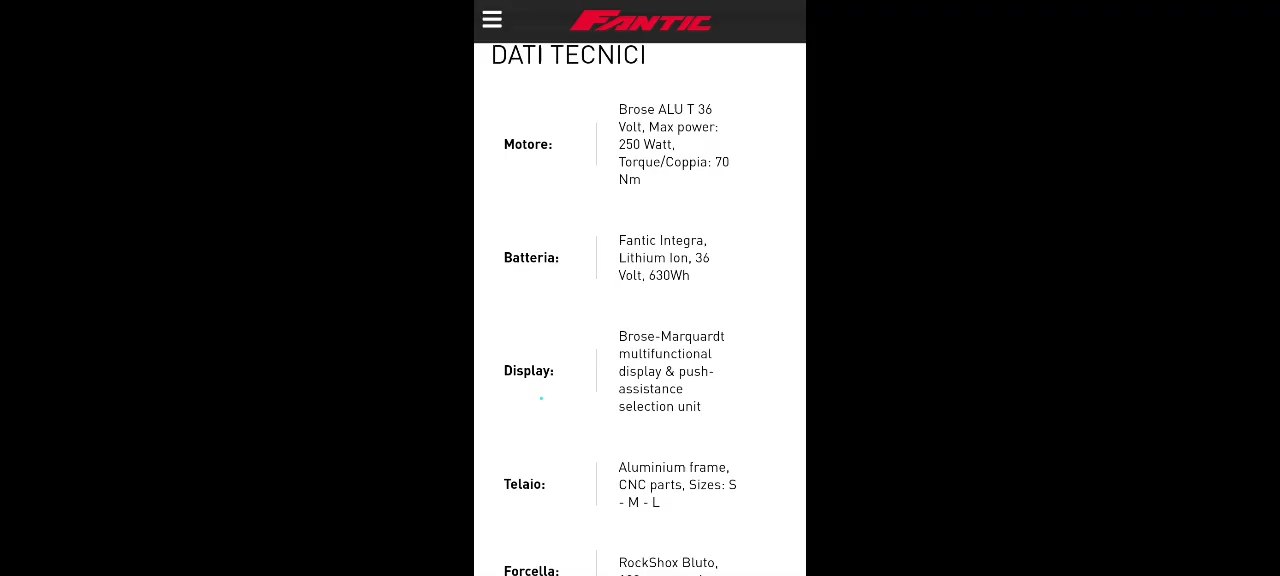 FANTIC
DATI TECNICI
Motore:
Brose ALU T 36
Volt, Max power:
250 Watt,
Torque/Coppia: 70
Nm
Batteria:
Fantic Integra,
Lithium Ion, 36
Volt, 630Wh
Display:
Brose-Marquardt
multifunctional
display & push-
assistance
selection unit
Telaio:
Aluminium frame,
CNC parts, Sizes: S
- M - L
Forcella:
RockShox Bluto,